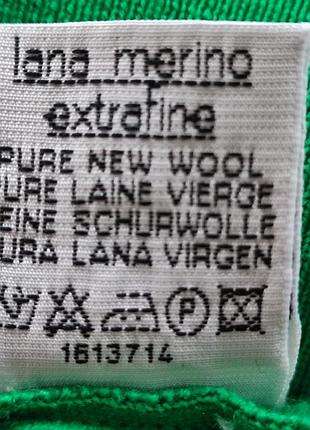 lana merino
extrafine
PURE NEW WOOL
URE LAINE VIERGE
EINE SCHURWOLLE
URA LANA VIRGEN
P
1613714